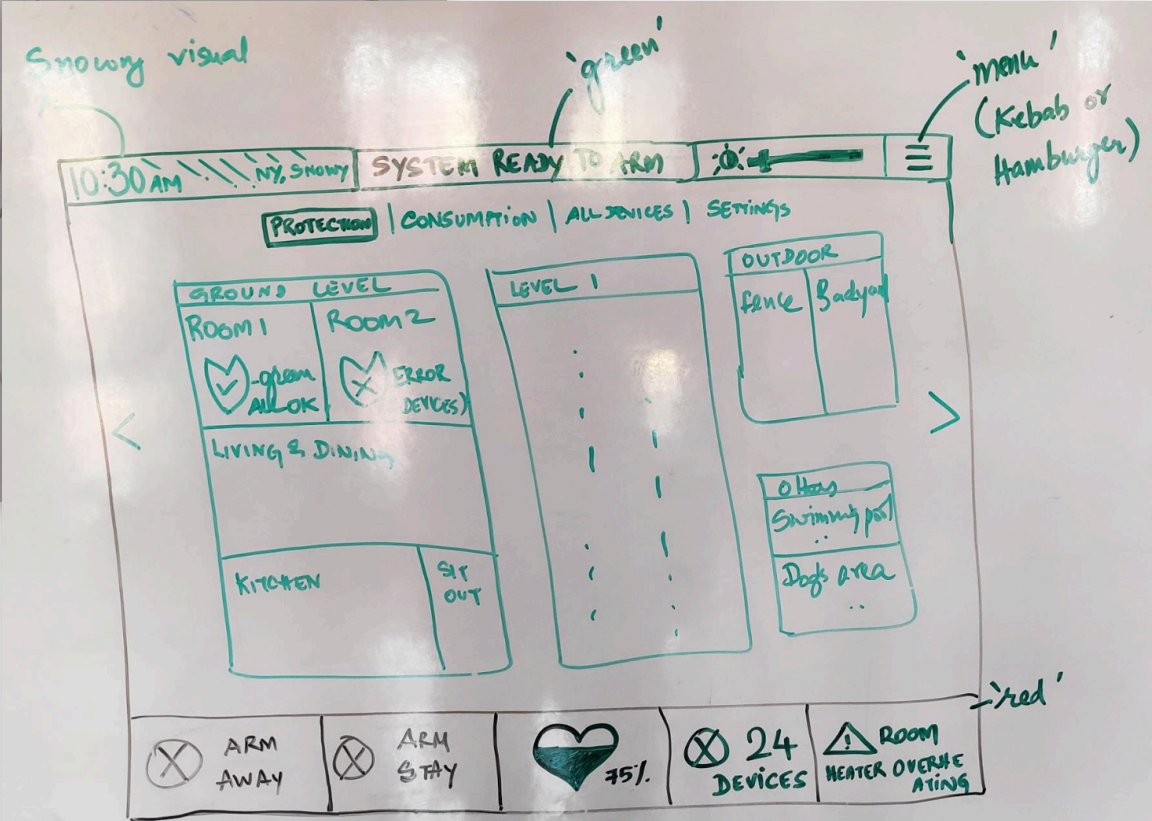 Snowy visual
'green'
'menu'
(Kebab or
Hamburger)
10:30 AM
NY, SNOWY
SYSTEM READY TO ARM
PROTECTION | CONSUMPTION | ALL DEVICES | SETTINGS
GROUND LEVEL
ROOM 1
ROOM 2
-green
ALL OK
ERROR
DEVICES)
LIVING & DINING
KITCHEN
SIT
OUT
LEVEL 1
OUTDOOR
fence
Backyard
Others
Swimming pool
Dogs area
<
>
'red'
ARM
AWAY
ARM
STAY
75%
24
DEVICES
ROOM
HEATER OVERHE
ATING